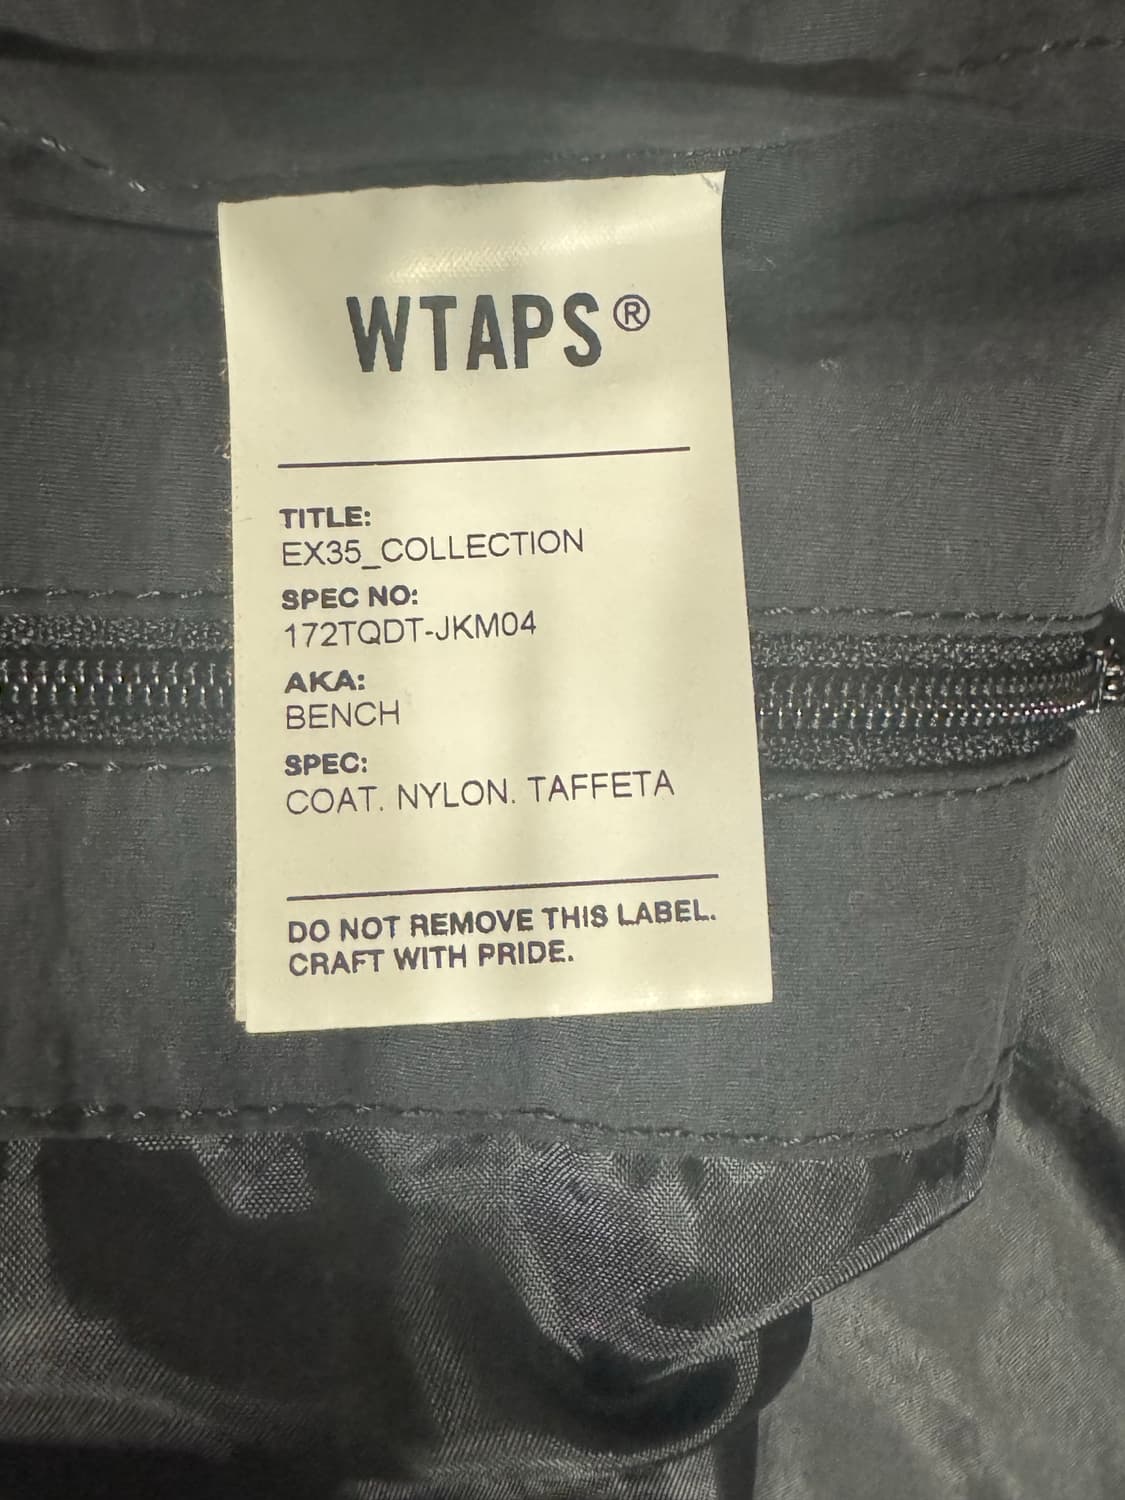 WTAPS®
TITLE:
EX35_COLLECTION
SPEC NO:
172TQDT-JKM04
AKA:
BENCH
SPEC:
COAT. NYLON. TAFFETA
DO NOT REMOVE THIS LABEL.
CRAFT WITH PRIDE.